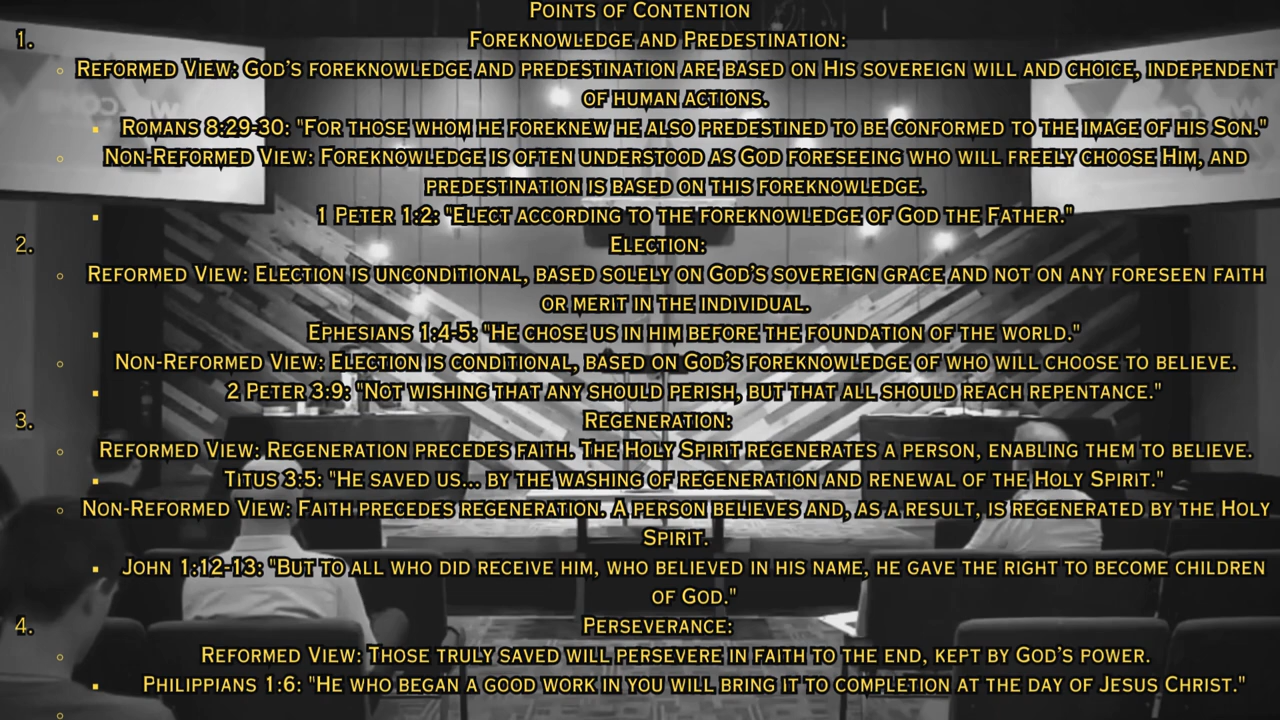 Points of Contention
1. Foreknowledge and Predestination:
◦ Reformed View: God's foreknowledge and predestination are based on His sovereign will and choice, independent
of human actions.
▪ Romans 8:29-30: "For those whom he foreknew he also predestined to be conformed to the image of his Son."
◦ Non-Reformed View: Foreknowledge is often understood as God foreseeing who will freely choose Him, and
predestination is based on this foreknowledge.
▪ 1 Peter 1:2: "Elect according to the foreknowledge of God the Father."
2. Election:
◦ Reformed View: Election is unconditional, based solely on God's sovereign grace and not on any foreseen faith
or merit in the individual.
▪ Ephesians 1:4-5: "He chose us in him before the foundation of the world."
◦ Non-Reformed View: Election is conditional, based on God's foreknowledge of who will choose to believe.
▪ 2 Peter 3:9: "Not wishing that any should perish, but that all should reach repentance."
3. Regeneration:
◦ Reformed View: Regeneration precedes faith. The Holy Spirit regenerates a person, enabling them to believe.
▪ Titus 3:5: "He saved us... by the washing of regeneration and renewal of the Holy Spirit."
◦ Non-Reformed View: Faith precedes regeneration. A person believes and, as a result, is regenerated by the Holy
Spirit.
▪ John 1:12-13: "But to all who did receive him, who believed in his name, he gave the right to become children
of God."
4. Perseverance:
◦ Reformed View: Those truly saved will persevere in faith to the end, kept by God's power.
▪ Philippians 1:6: "He who began a good work in you will bring it to completion at the day of Jesus Christ."